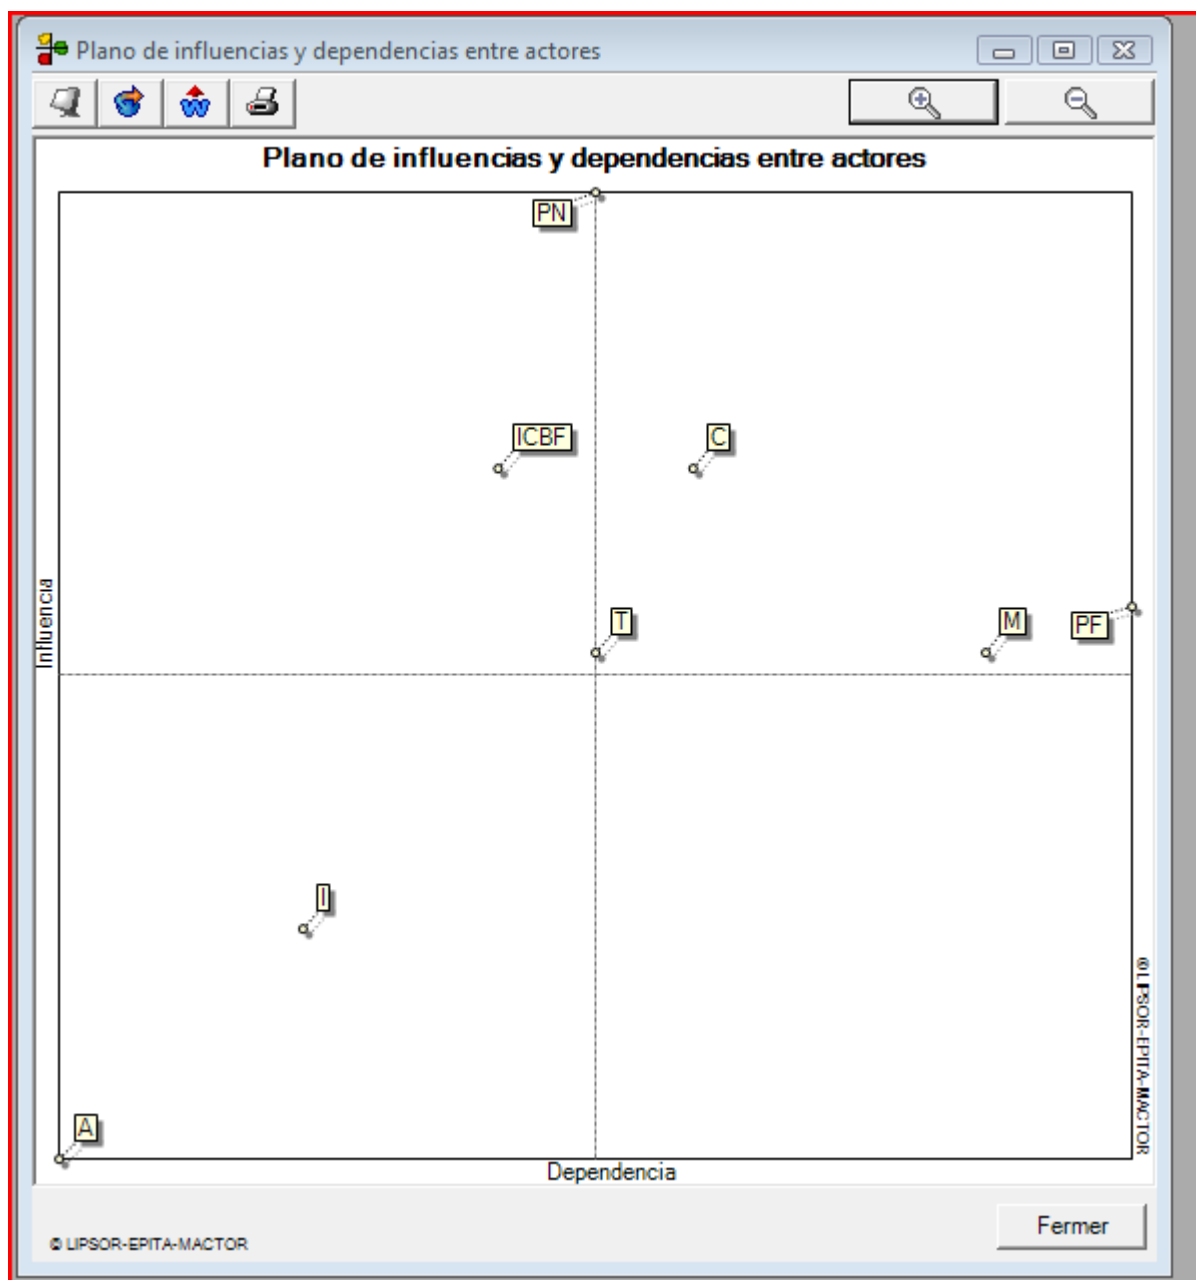 Plano de influencias y dependencias entre actores
Plano de influencias y dependencias entre actores
PN
ICBF
C
Influencia
T
M
PF
I
© LIPSOR-EPITA-MACTOR
A
Dependencia
Fermer
© LIPSOR-EPITA-MACTOR